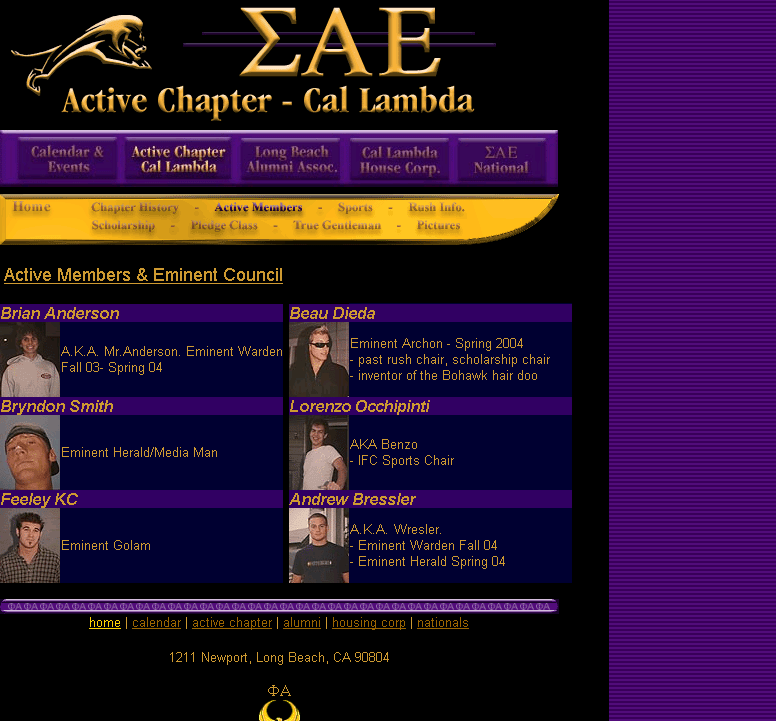 ΣΑΕ
Active Chapter - Cal Lambda
Calendar & Events
Active Chapter Cal Lambda
Long Beach Alumni Assoc.
Cal Lambda House Corp.
ΣΑΕ National
Home Chapter History - Active Members - Sports - Rush Info.
Scholarship - Pledge Class - True Gentleman - Pictures
Active Members & Eminent Council
Brian Anderson
A.K.A. Mr.Anderson. Eminent Warden
Fall 03- Spring 04
Beau Dieda
Eminent Archon - Spring 2004
- past rush chair, scholarship chair
- inventor of the Bohawk hair doo
Bryndon Smith
Eminent Herald/Media Man
Lorenzo Occhipinti
AKA Benzo
- IFC Sports Chair
Feeley KC
Eminent Golam
Andrew Bressler
A.K.A. Wresler.
- Eminent Warden Fall 04
- Eminent Herald Spring 04
ΦΑΦΑΦΑΦΑΦΑΦΑΦΑΦΑΦΑΦΑΦΑΦΑΦΑΦΑΦΑΦΑΦΑΦΑΦΑΦΑΦΑΦΑΦΑΦΑΦΑΦΑΦΑΦΑΦΑΦΑΦΑΦΑΦΑΦΑ
home | calendar | active chapter | alumni | housing corp | nationals
1211 Newport, Long Beach, CA 90804
ΦΑ